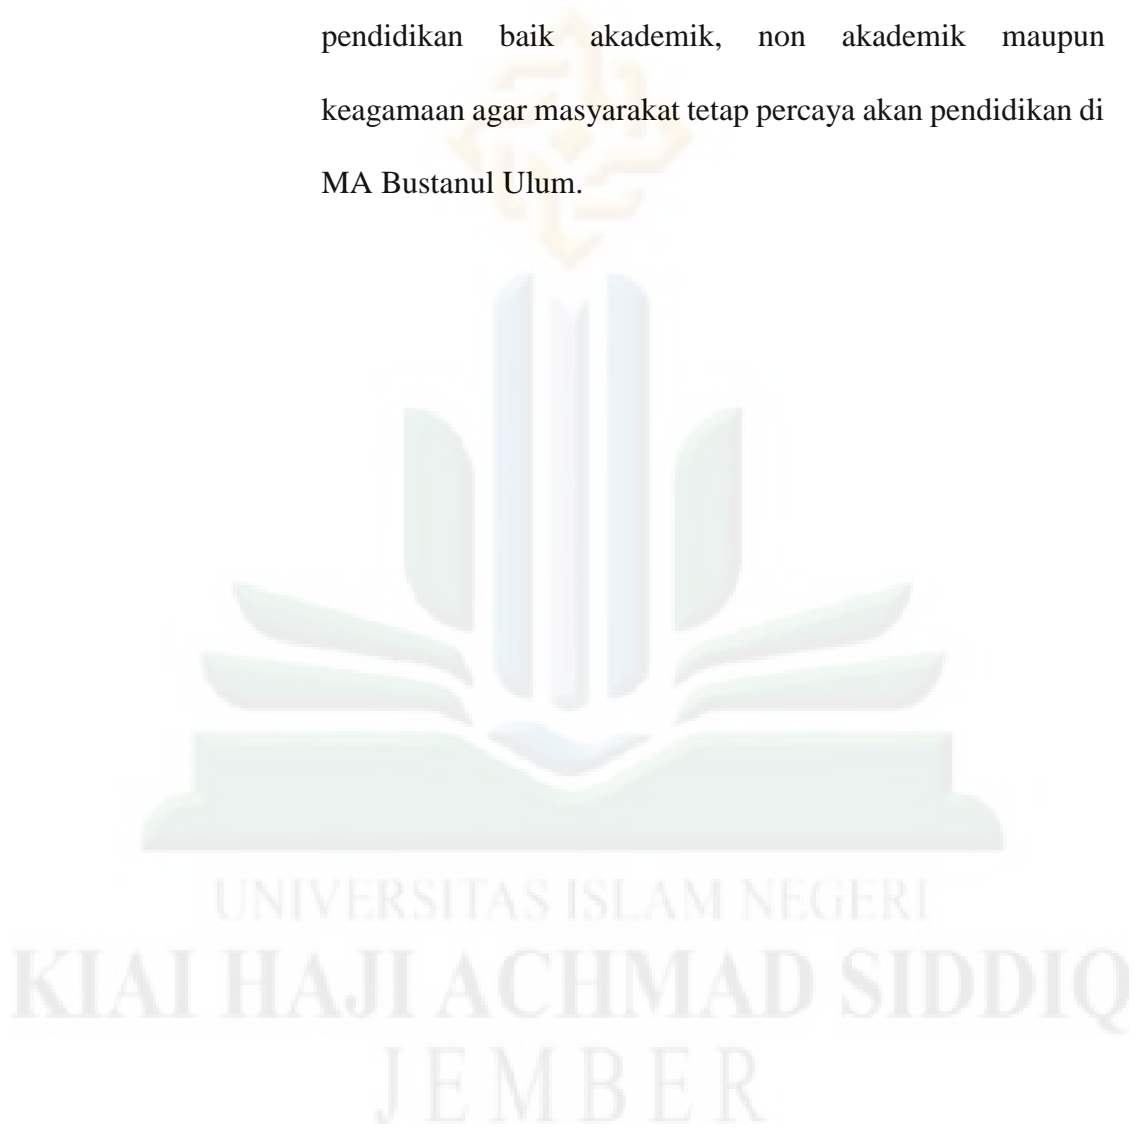 pendidikan baik akademik, non akademik maupun
keagamaan agar masyarakat tetap percaya akan pendidikan di
MA Bustanul Ulum.
UNIVERSITAS ISLAM NEGERI
KIAI HAJI ACHMAD SIDDIQ
JEMBER